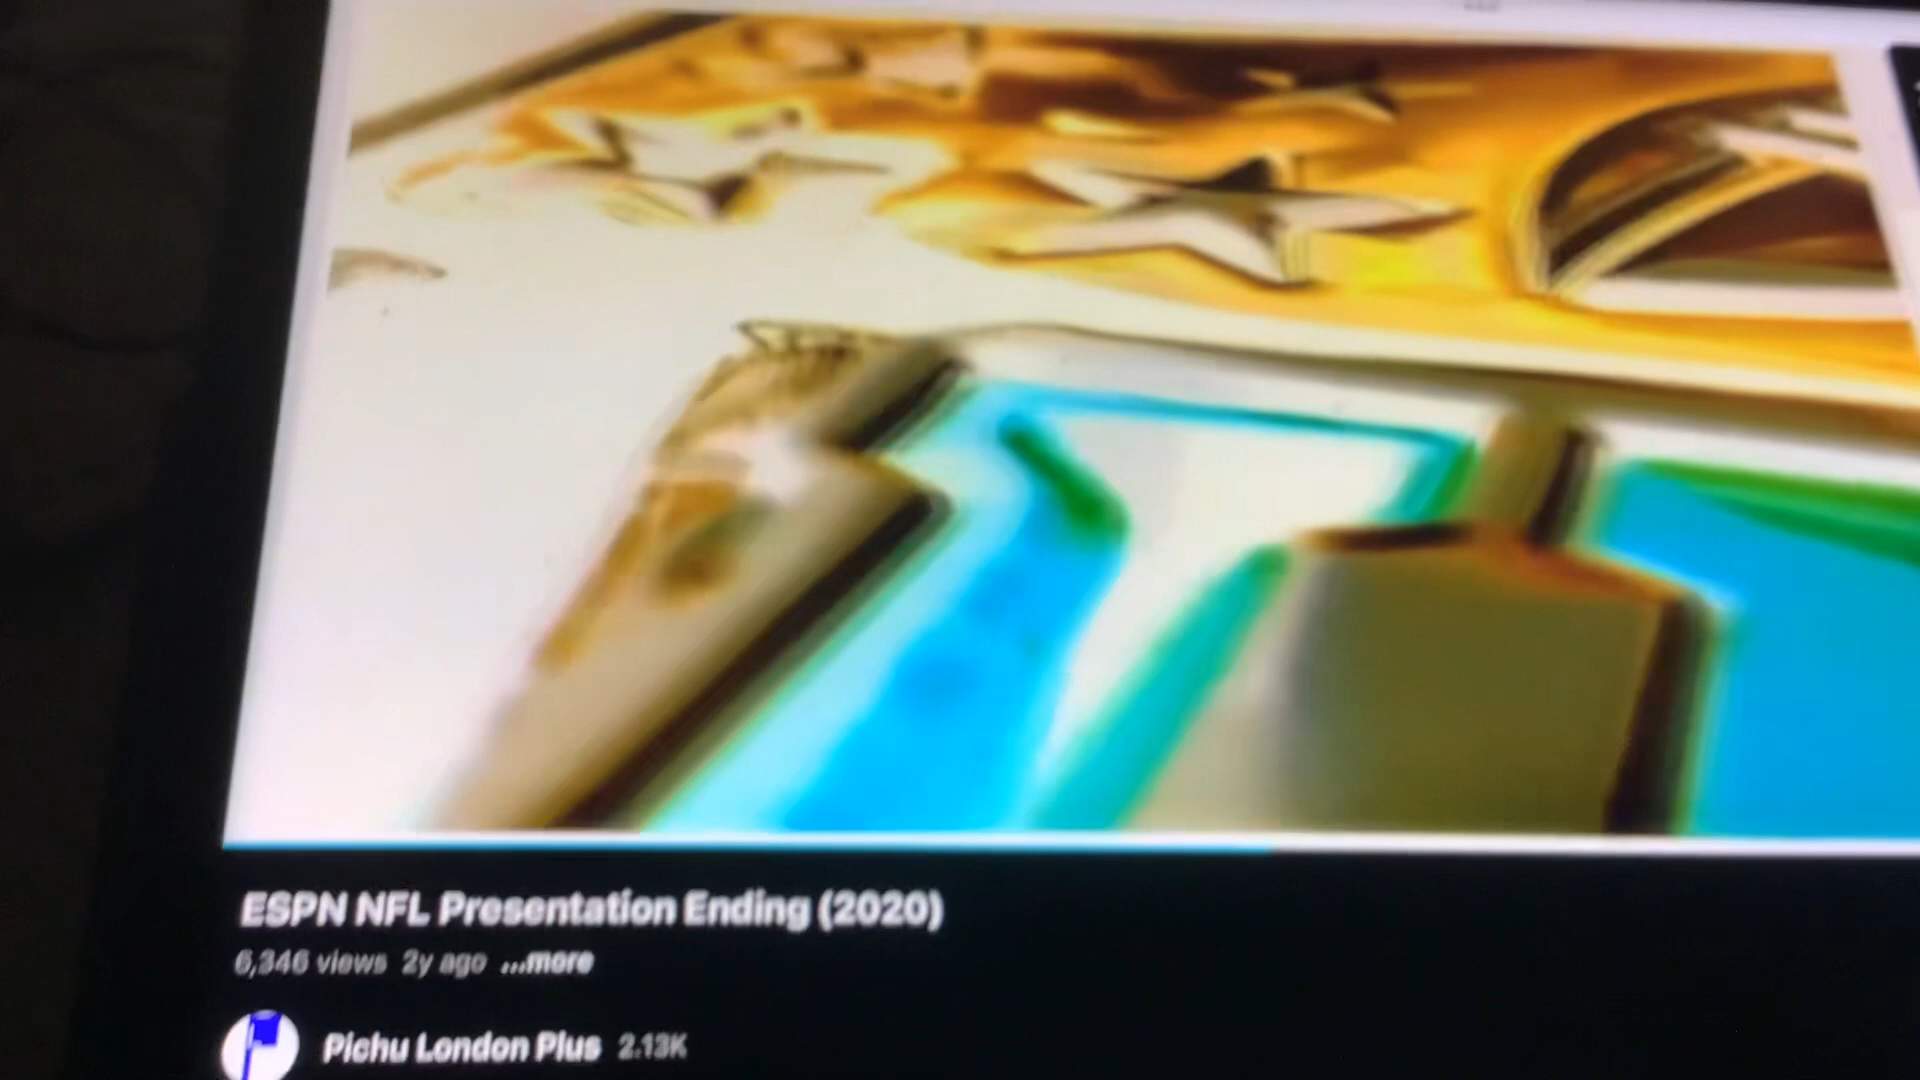 ESPN NFL Presentation Ending (2020)
6,346 views 2y ago ...more
Pichu London Plus 2.13K